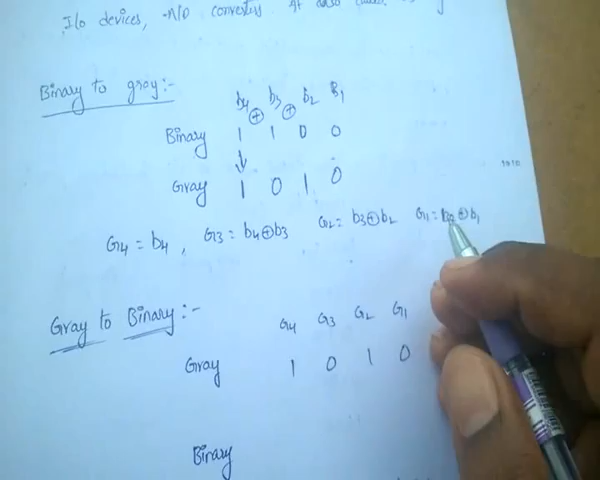 I/o devices, A/D converters. It also
Binary to gray:-
b4 ⊕ b3 ⊕ b2 B1
Binary 1 1 0 0
Gray 1 0 1 0
G4 = b4 , G3 = b4⊕b3 G2= b3⊕b2 G1= b2⊕b1
Gray to Binary:-
G4 G3 G2 G1
Gray 1 0 1 0
Binary